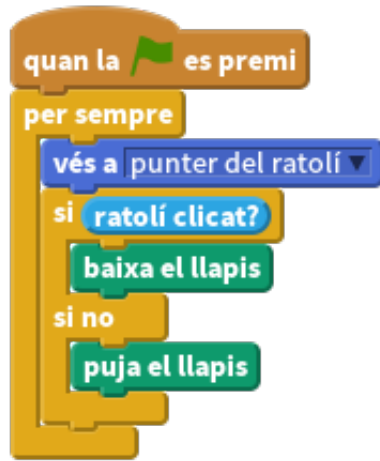 quan la es premi
per sempre
vés a punter del ratolí
si ratolí clicat?
baixa el llapis
si no
puja el llapis